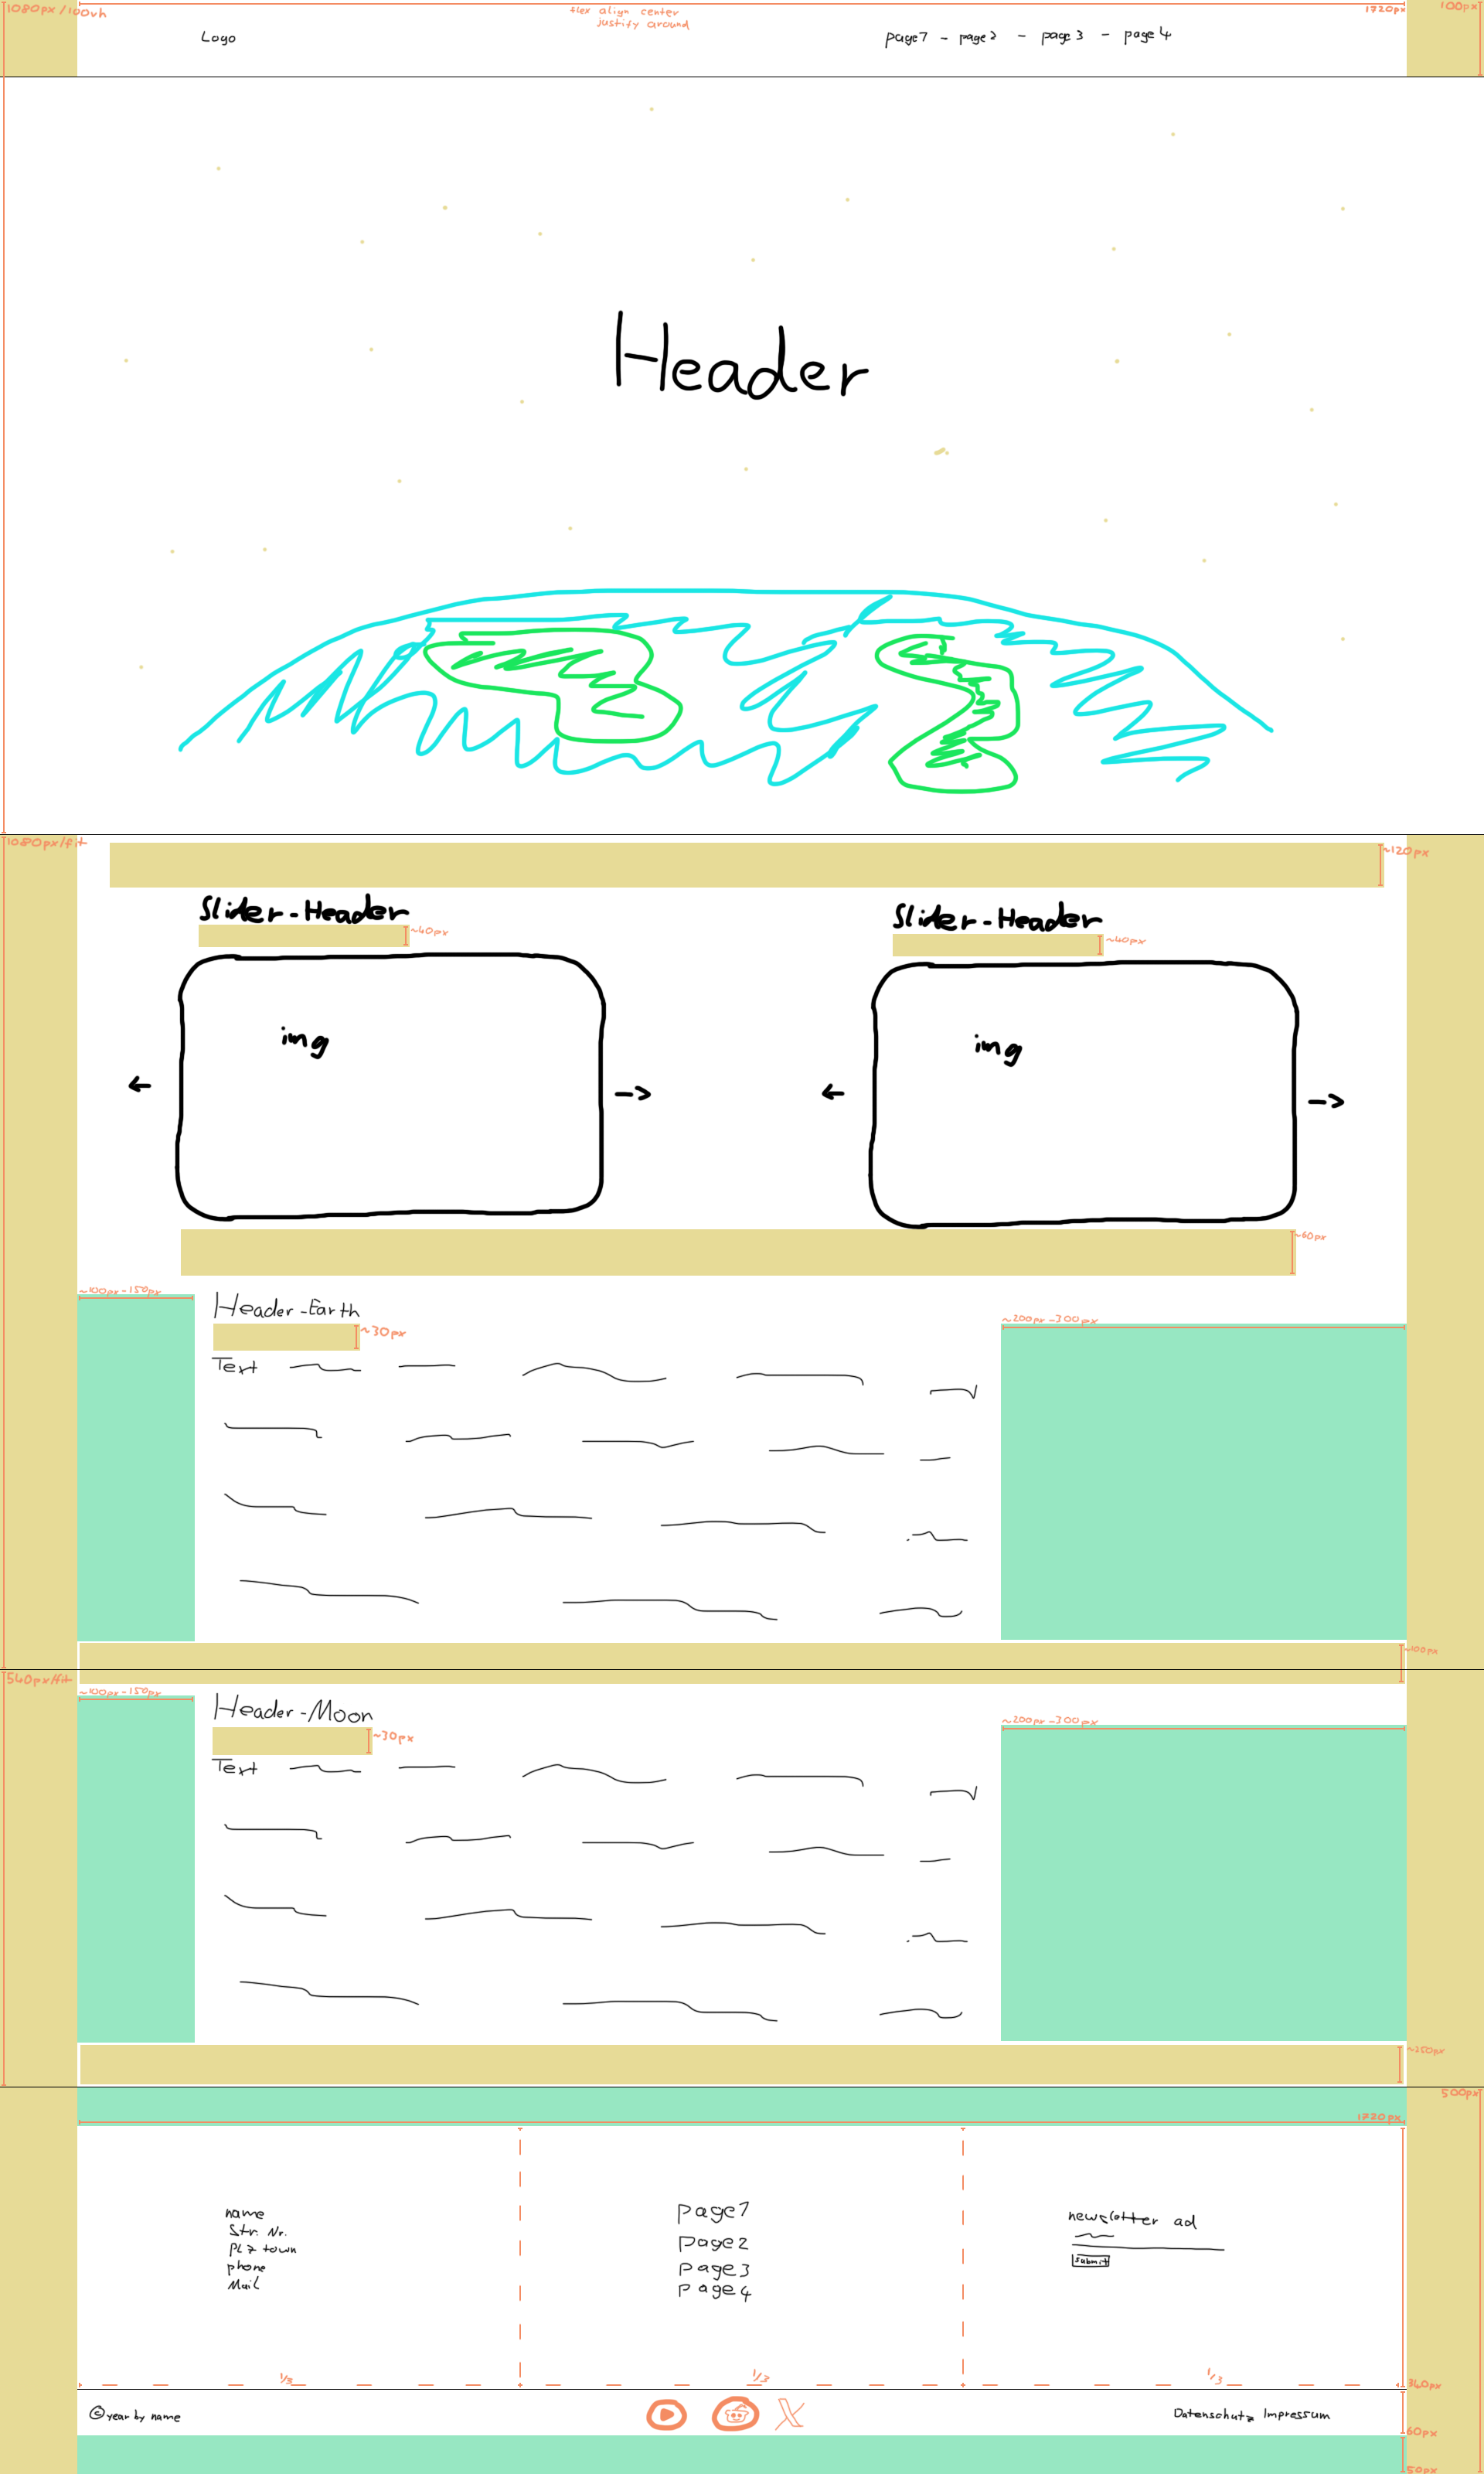 1080px/100vh
flex align center
justify around
1720px
100px
Logo
page1 - page2 - page3 - page4
Header
1080px/fit
~120px
Slider-Header
Slider-Header
~40px
~40px
img
img
← →
← →
~60px
~100px-150px
Header-Earth
~200px-300px
~30px
Text
~100px
540px/fit
~100px-150px
Header-Moon
~200px-300px
~30px
Text
~250px
500px
1720px
name
Str. Nr.
PLZ town
phone
Mail
page1
page2
page3
page4
newsletter ad
submit
1/3
1/3
1/3
340px
© year by name
Datenschutz Impressum
60px
50px